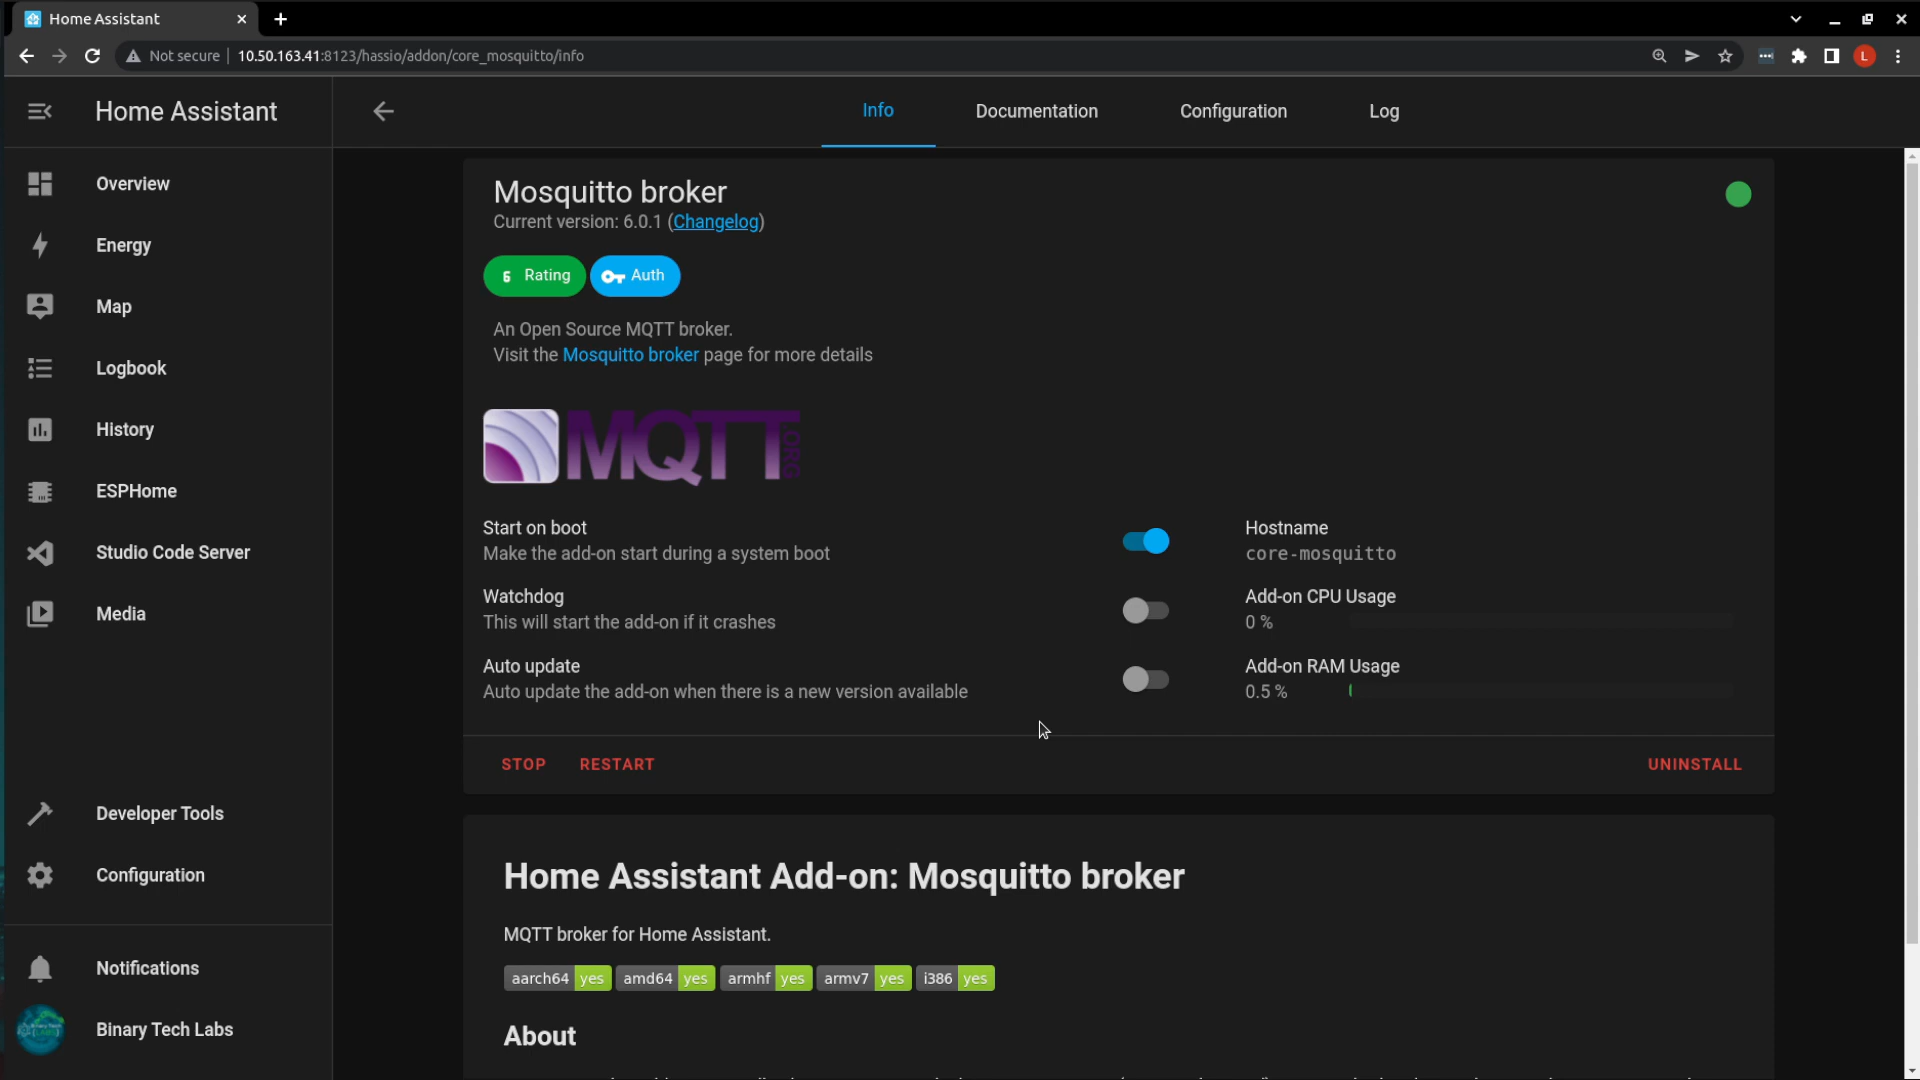 Home Assistant
Not secure
10.50.163.41:8123/hassio/addon/core_mosquitto/info
L
Home Assistant
Info
Documentation
Configuration
Log
Overview
Energy
Map
Logbook
History
ESPHome
Studio Code Server
Media
Developer Tools
Configuration
Notifications
Binary Tech Labs
Mosquitto broker
Current version: 6.0.1 (Changelog)
6 Rating
Auth
An Open Source MQTT broker.
Visit the Mosquitto broker page for more details
MQTT.ORG
Start on boot
Make the add-on start during a system boot
Hostname
core-mosquitto
Watchdog
This will start the add-on if it crashes
Add-on CPU Usage
0 %
Auto update
Auto update the add-on when there is a new version available
Add-on RAM Usage
0.5 %
STOP
RESTART
UNINSTALL
Home Assistant Add-on: Mosquitto broker
MQTT broker for Home Assistant.
aarch64 yes amd64 yes armhf yes armv7 yes i386 yes
About